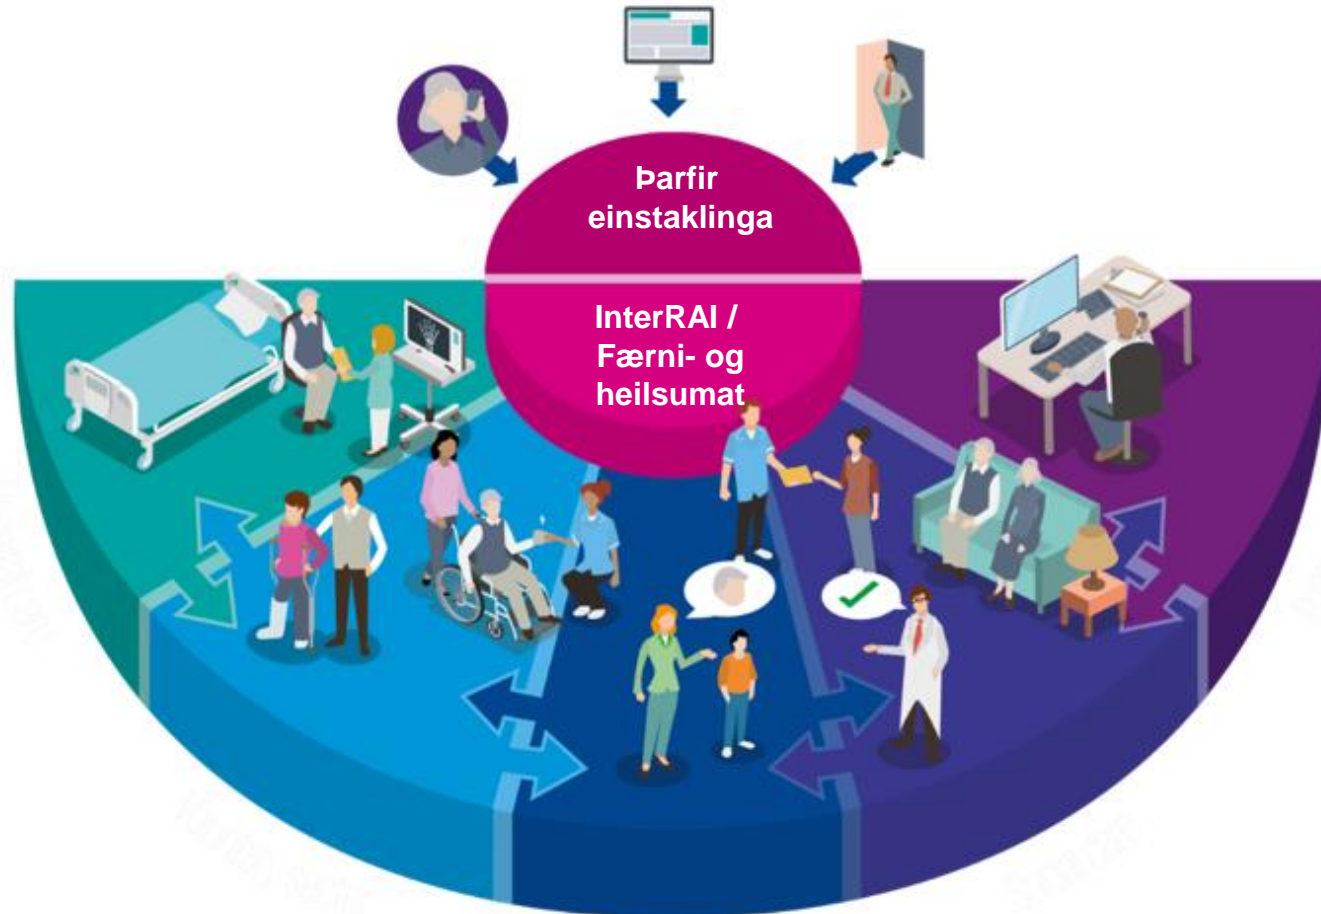 Þarfir
einstaklinga
InterRAI /
Færni- og
heilsumat